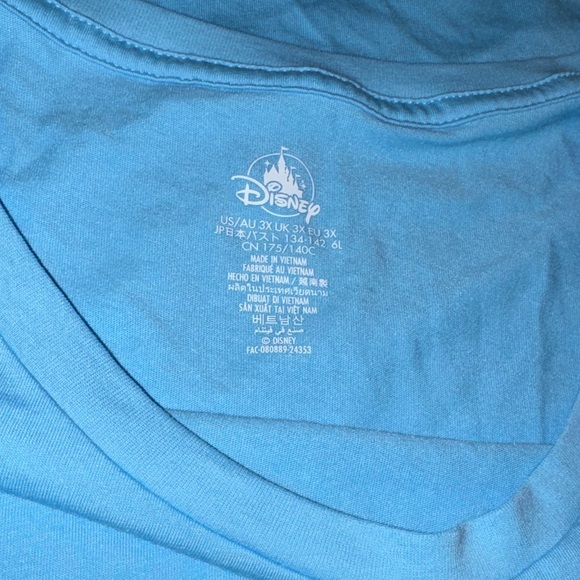 Disney
US/AU 3X UK 3X EU 3X
JP日本バスト 134-142 6L
CN 175/140C
MADE IN VIETNAM
FABRIQUÉ AU VIETNAM
HECHO EN VIETNAM / 越南製
ผลิตในประเทศเวียดนาม
DIBUAT DI VIETNAM
SẢN XUẤT TẠI VIỆT NAM
베트남산
صنع في فيتنام
© DISNEY
FAC-080889-24353